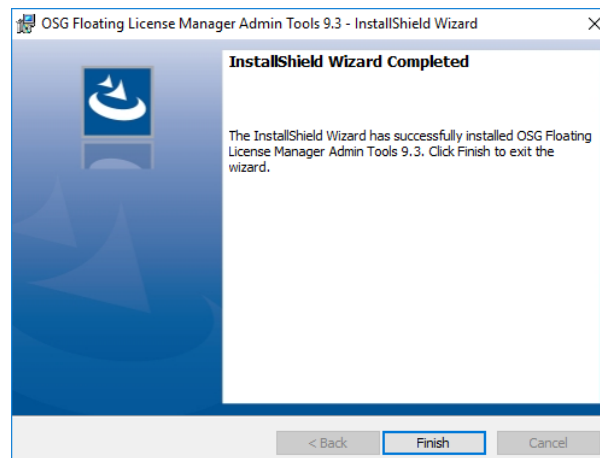 OSG Floating License Manager Admin Tools 9.3 - InstallShield Wizard
InstallShield Wizard Completed
The InstallShield Wizard has successfully installed OSG Floating
License Manager Admin Tools 9.3. Click Finish to exit the
wizard.
< Back
Finish
Cancel